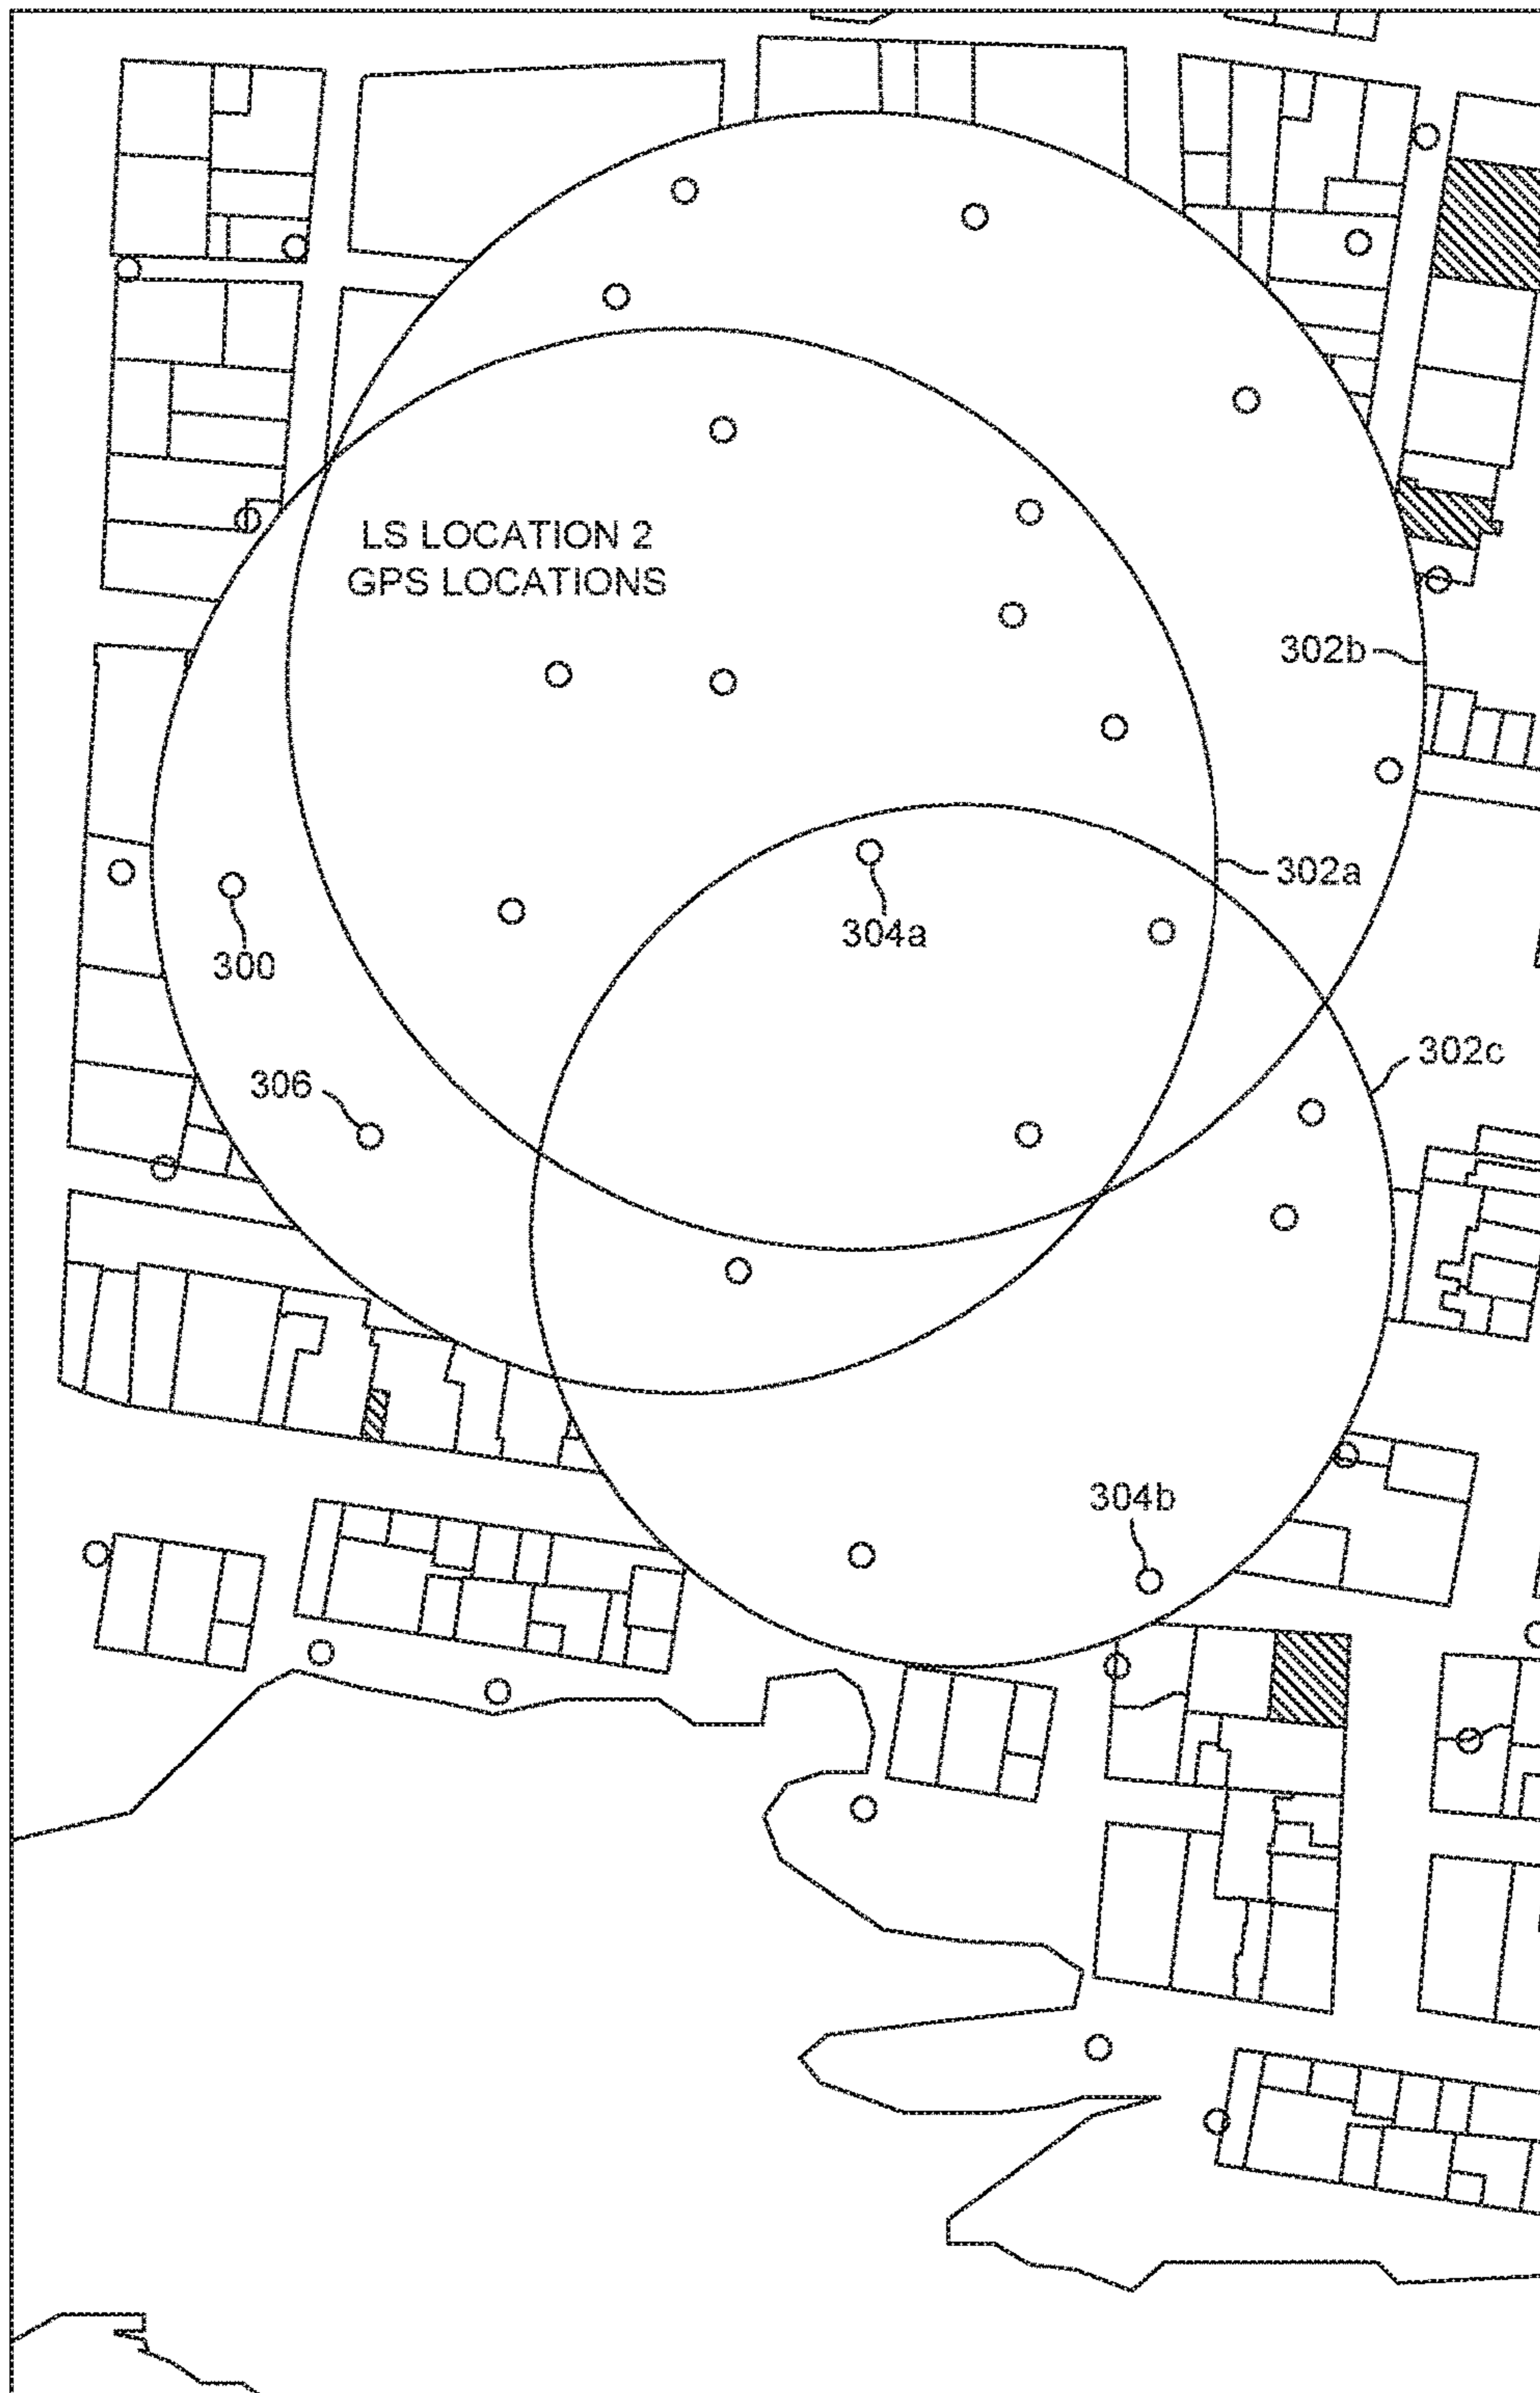 LS LOCATION 2
GPS LOCATIONS
302b
302a
304a
300
302c
306
304b